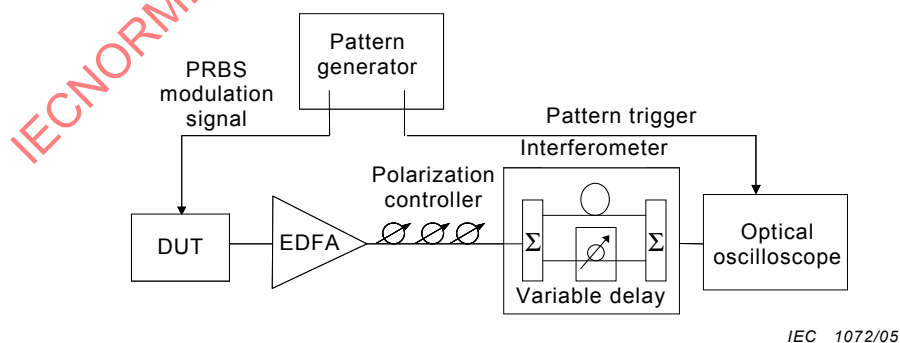 IECNORM
Pattern
generator
PRBS
modulation
signal
Pattern trigger
Interferometer
Polarization
controller
DUT
EDFA
Σ
Σ
Optical
oscilloscope
Variable delay
IEC 1072/05